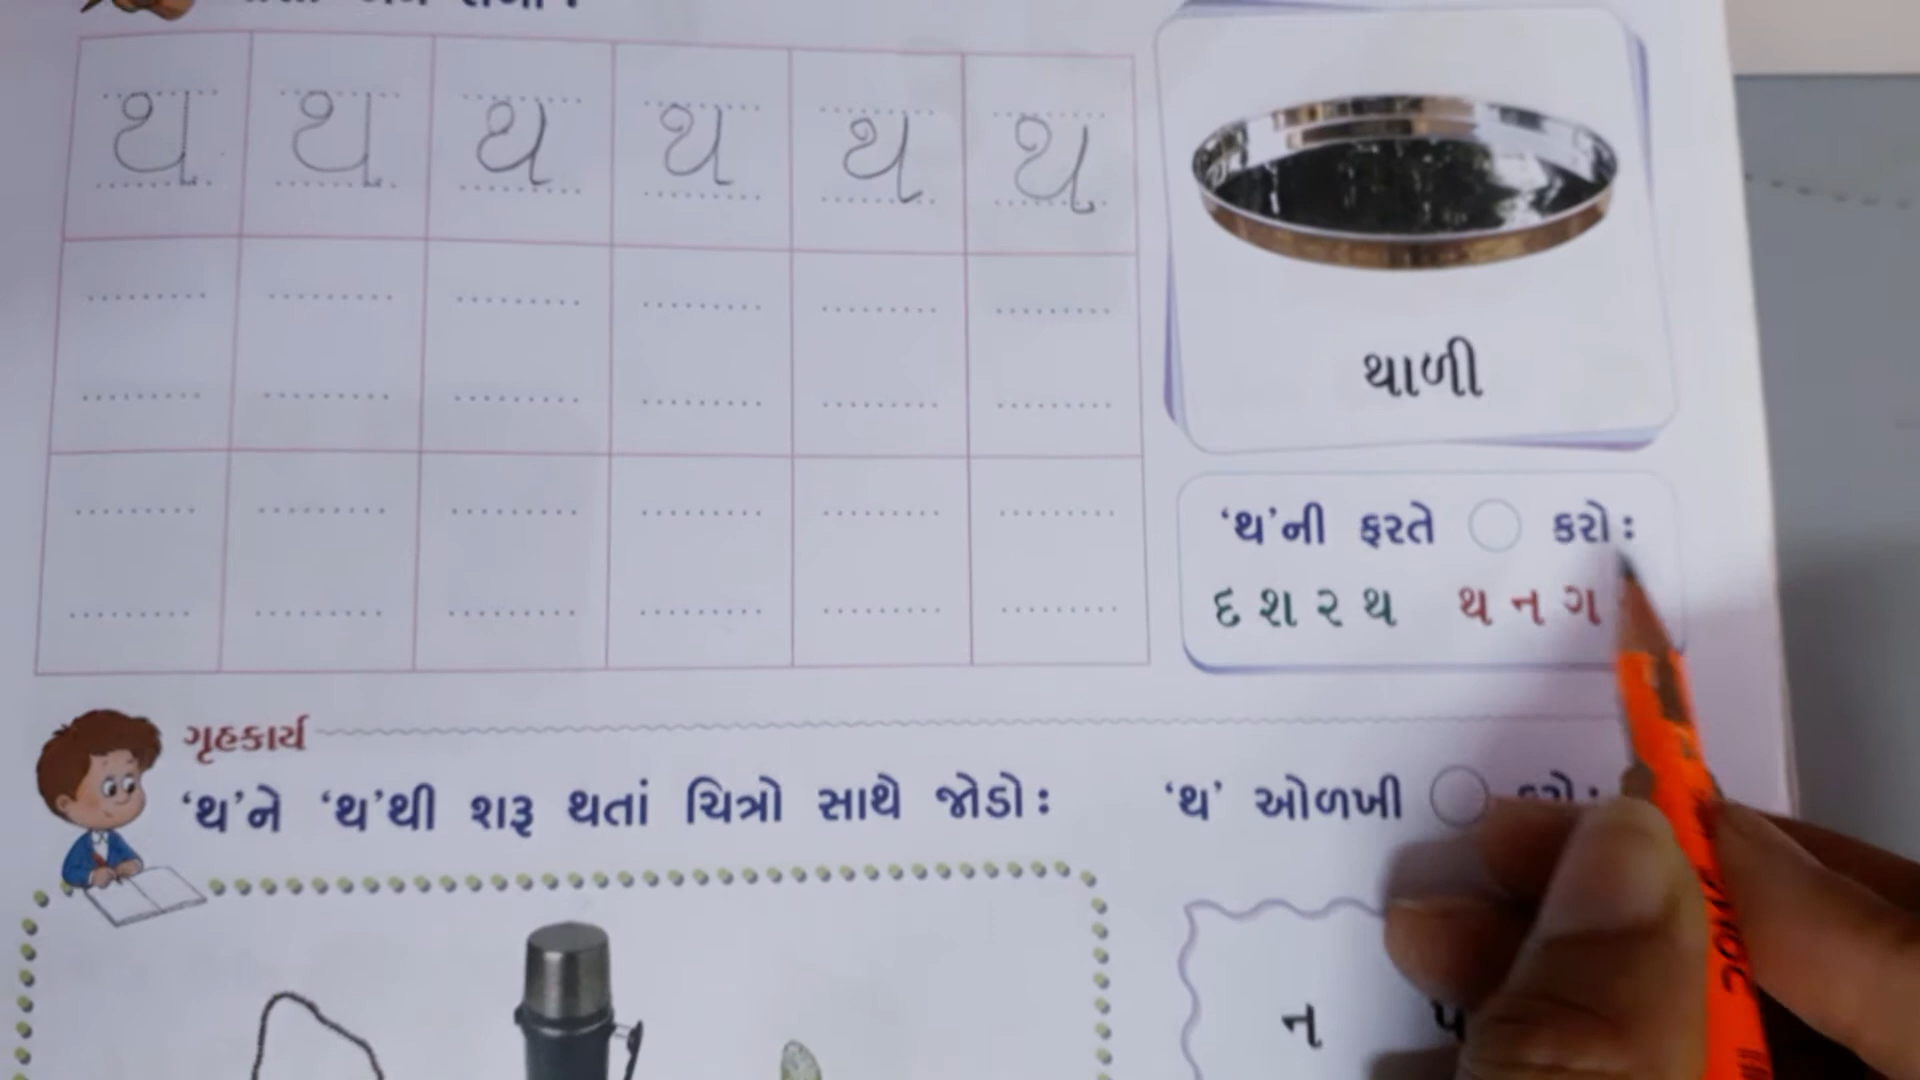 થ થ થ થ થ થ
થાળી
‘થ’ની ફરતે ◯ કરો :
દ શ ર થ થ ન ગ
ગૃહકાર્ય
‘થ’ને ‘થ’થી શરૂ થતાં ચિત્રો સાથે જોડો :
‘થ’ ઓળખી ◯
ન